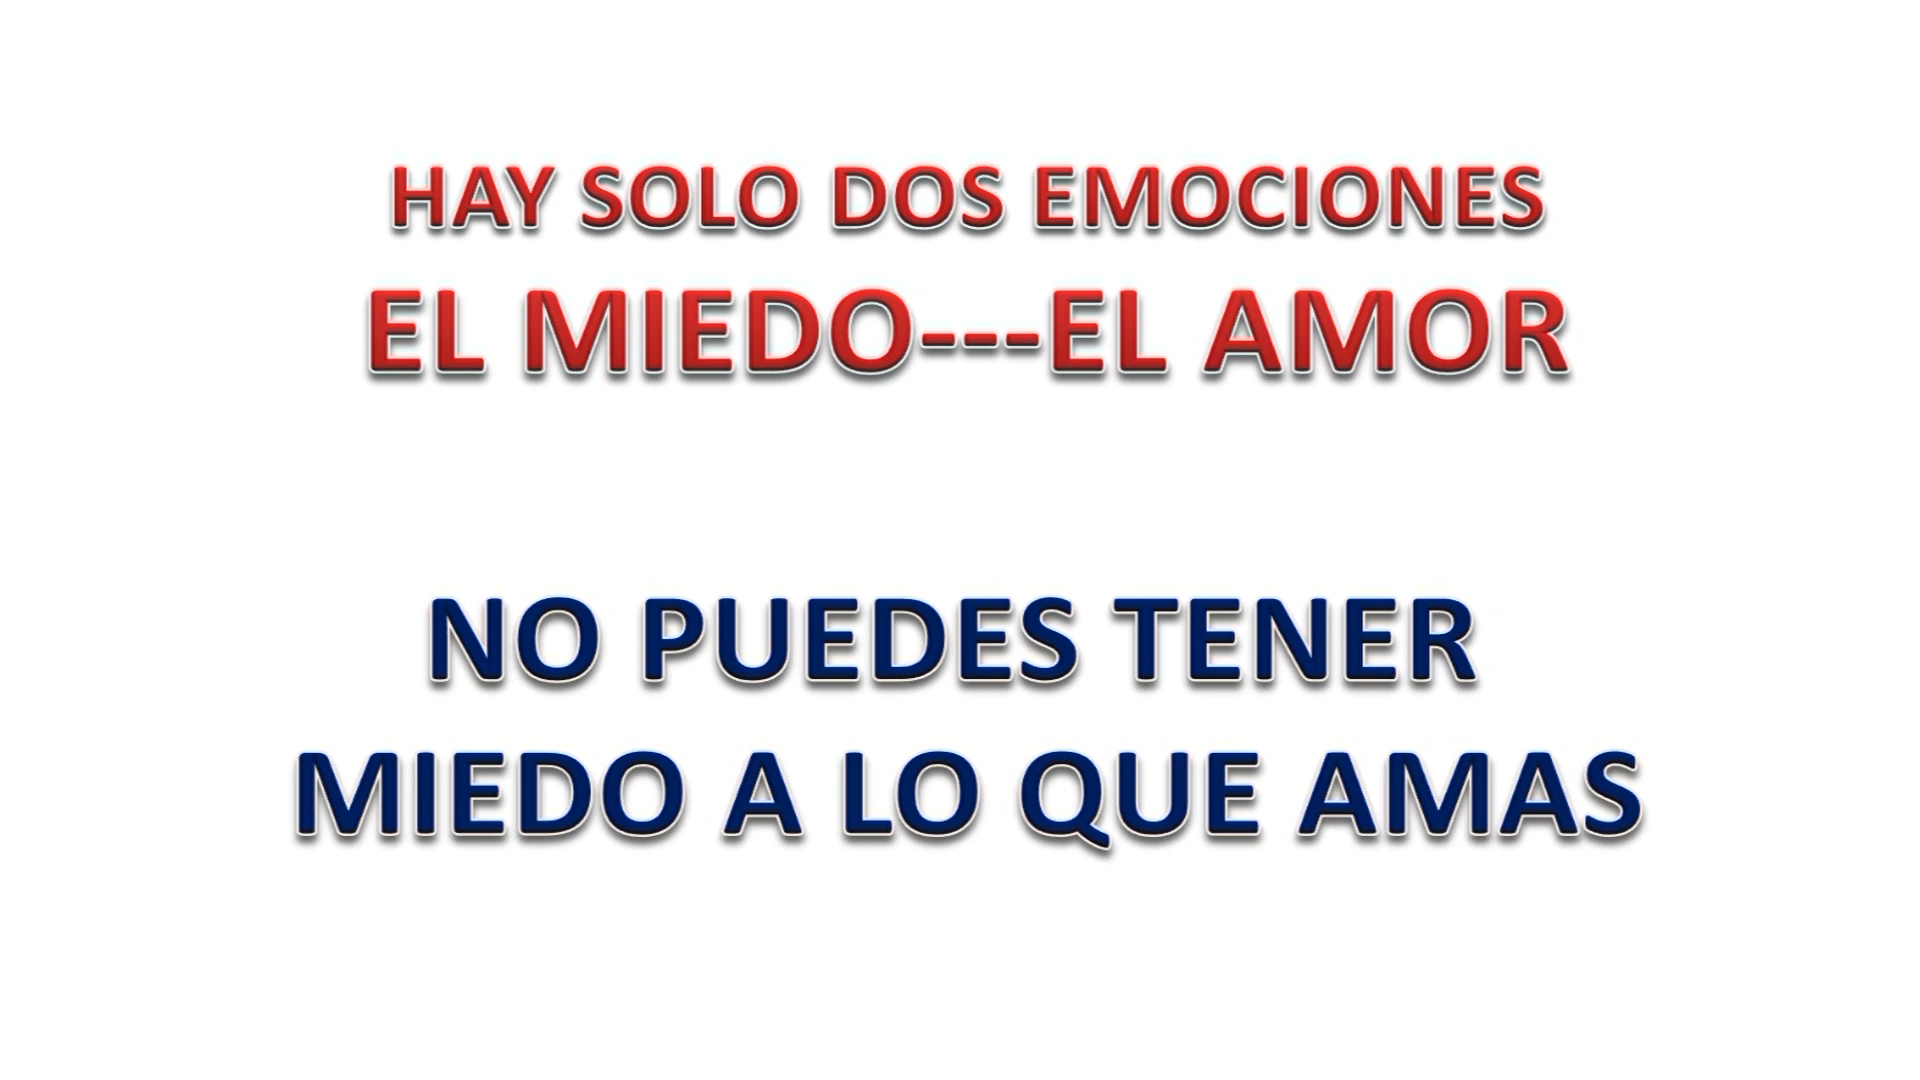 HAY SOLO DOS EMOCIONES
EL MIEDO---EL AMOR
NO PUEDES TENER
MIEDO A LO QUE AMAS